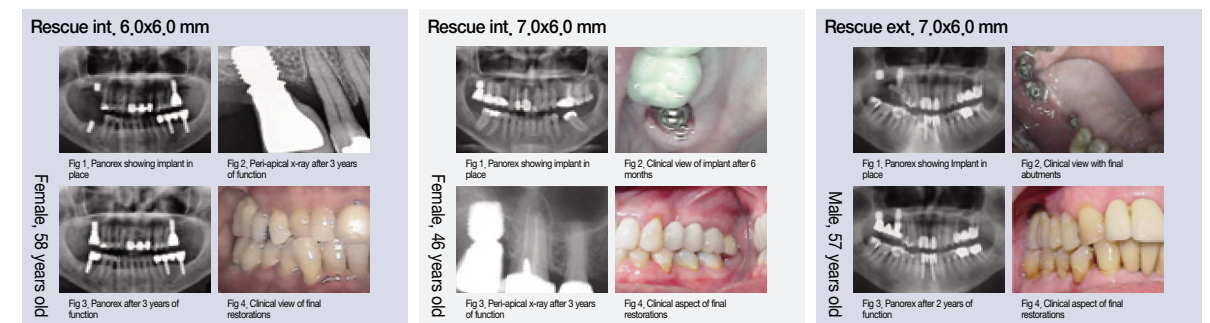 Rescue int. 6.0x6.0 mm
Fig 1. Panorex showing implant in
place
Fig 2. Peri-apical x-ray after 3 years
of function
Female, 58 years old
Fig 3. Panorex after 3 years of
function
Fig 4. Clinical view of final
restorations
Rescue int. 7.0x6.0 mm
Fig 1. Panorex showing implant in
place
Fig 2. Clinical view of implant after 6
months
Female, 46 years old
Fig 3. Peri-apical x-ray after 3 years
of function
Fig 4. Clinical aspect of final
restorations
Rescue ext. 7.0x6.0 mm
Fig 1. Panorex showing Implant in
place
Fig 2. Clinical view with final
abutments
Male, 57 years old
Fig 3. Panorex after 2 years of
function
Fig 4. Clinical aspect of final
restorations